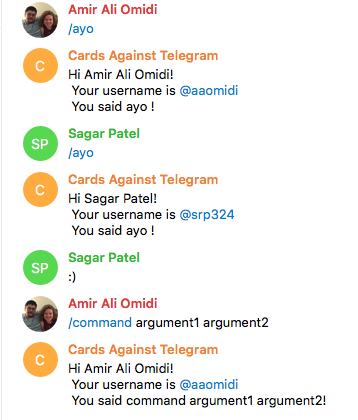 Amir Ali Omidi
/ayo
C
Cards Against Telegram
Hi Amir Ali Omidi!
Your username is @aaomidi
You said ayo !
SP
Sagar Patel
/ayo
C
Cards Against Telegram
Hi Sagar Patel!
Your username is @srp324
You said ayo !
SP
Sagar Patel
:)
Amir Ali Omidi
/command argument1 argument2
C
Cards Against Telegram
Hi Amir Ali Omidi!
Your username is @aaomidi
You said command argument1 argument2!